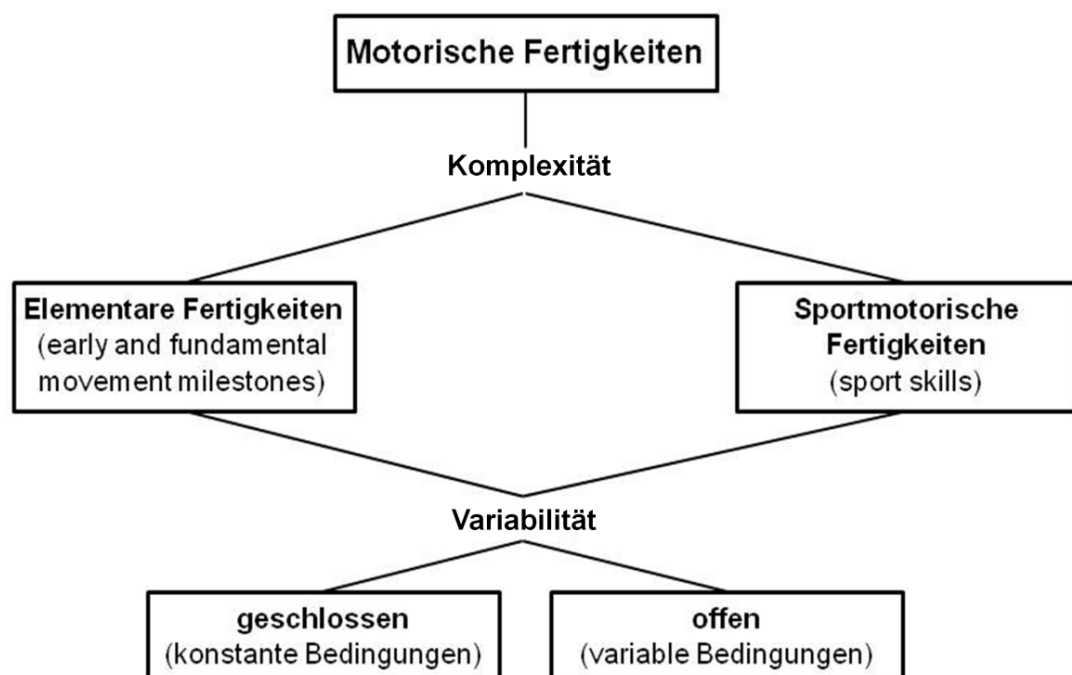 Motorische Fertigkeiten
Komplexität
Elementare Fertigkeiten
(early and fundamental
movement milestones)
Sportmotorische
Fertigkeiten
(sport skills)
Variabilität
geschlossen
(konstante Bedingungen)
offen
(variable Bedingungen)